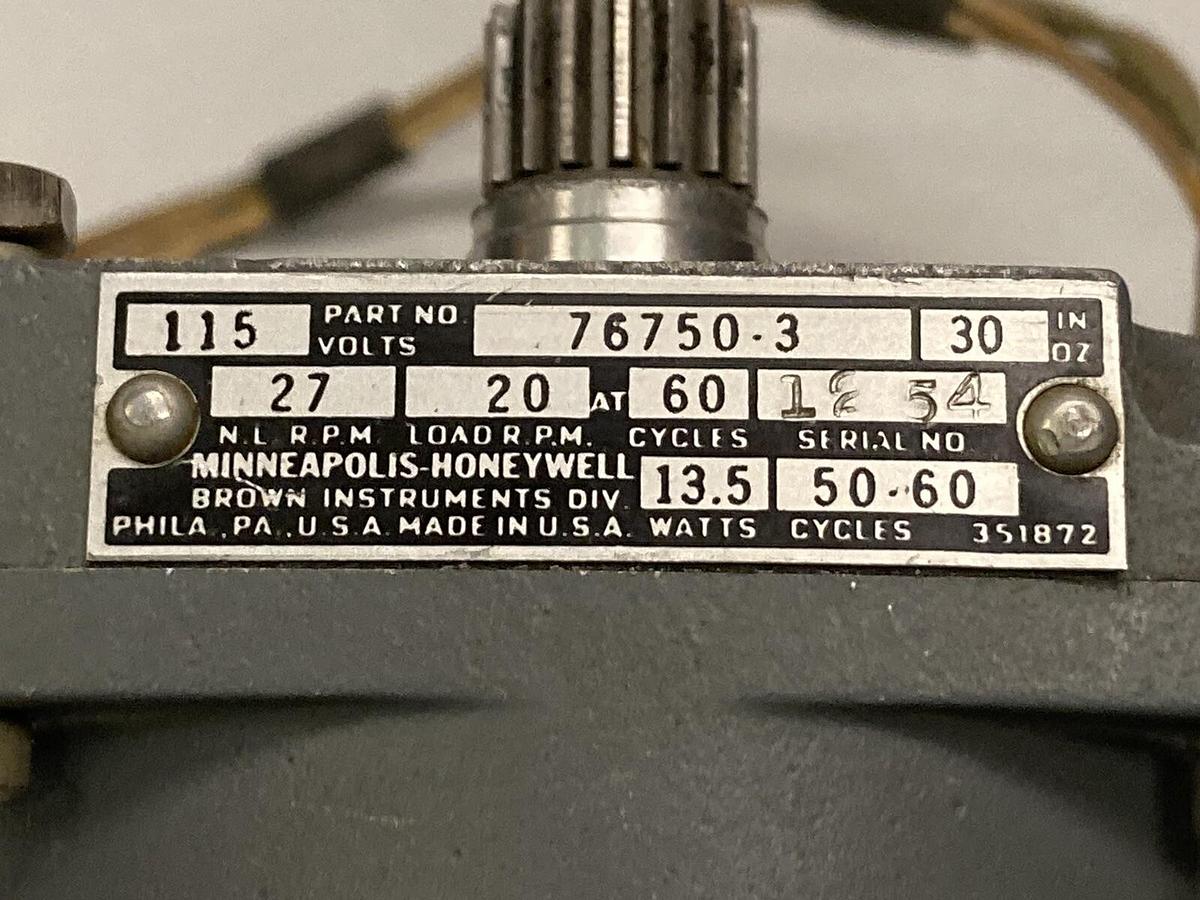 115 PART NO. 76750-3 30 IN
VOLTS OZ.
27 20 AT 60 12 54
N.L. R.P.M. LOAD R.P.M. CYCLES SERIAL NO.
MINNEAPOLIS-HONEYWELL 13.5 50-60
BROWN INSTRUMENTS DIV.
PHILA., PA., U.S.A. MADE IN U.S.A. WATTS CYCLES 351872